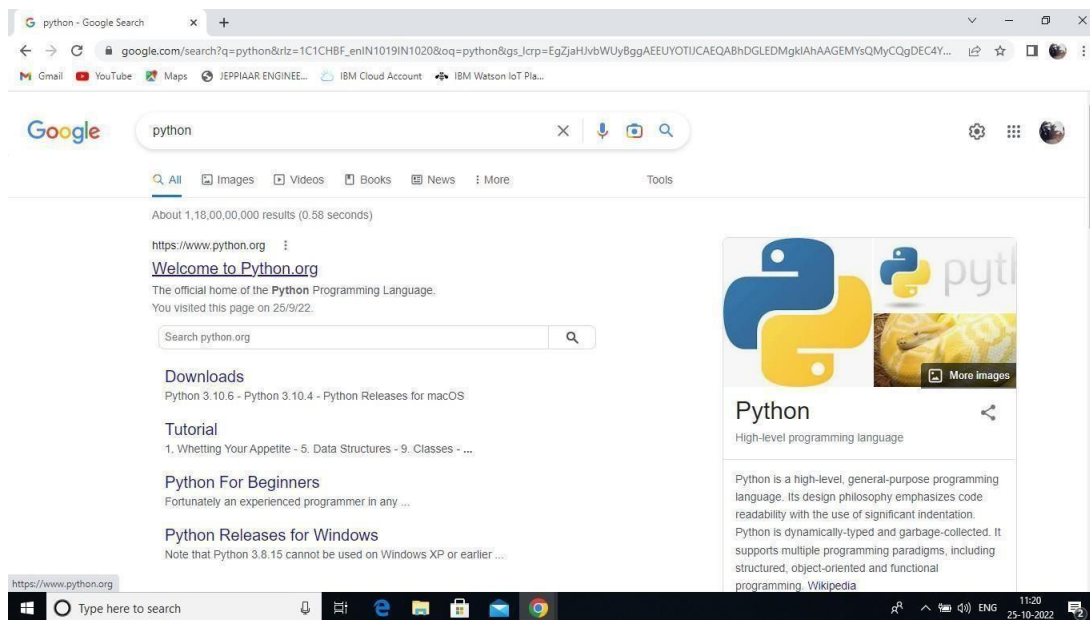 python - Google Search
google.com/search?q=python&rlz=1C1CHBF_enIN1019IN1020&oq=python&gs_lcrp=EgZjaHJvbWUyBggAEEUYOTIJCAEQABhDGLEDMgkIAhAAGEMYsQMyCQgDEC4Y...
Gmail YouTube Maps JEPPIAAR ENGINEE... IBM Cloud Account IBM Watson IoT Pla...
Google python
All Images Videos Books News More Tools
About 1,18,00,00,000 results (0.58 seconds)
https://www.python.org
Welcome to Python.org
The official home of the Python Programming Language.
You visited this page on 25/9/22.
Search python.org
Downloads
Python 3.10.6 - Python 3.10.4 - Python Releases for macOS
Tutorial
1. Whetting Your Appetite - 5. Data Structures - 9. Classes - ...
Python For Beginners
Fortunately an experienced programmer in any ...
Python Releases for Windows
Note that Python 3.8.15 cannot be used on Windows XP or earlier ...
pyt
More images
Python
High-level programming language
Python is a high-level, general-purpose programming
language. Its design philosophy emphasizes code
readability with the use of significant indentation.
Python is dynamically-typed and garbage-collected. It
supports multiple programming paradigms, including
structured, object-oriented and functional
programming. Wikipedia
https://www.python.org
Type here to search
ENG
11:20
25-10-2022
2